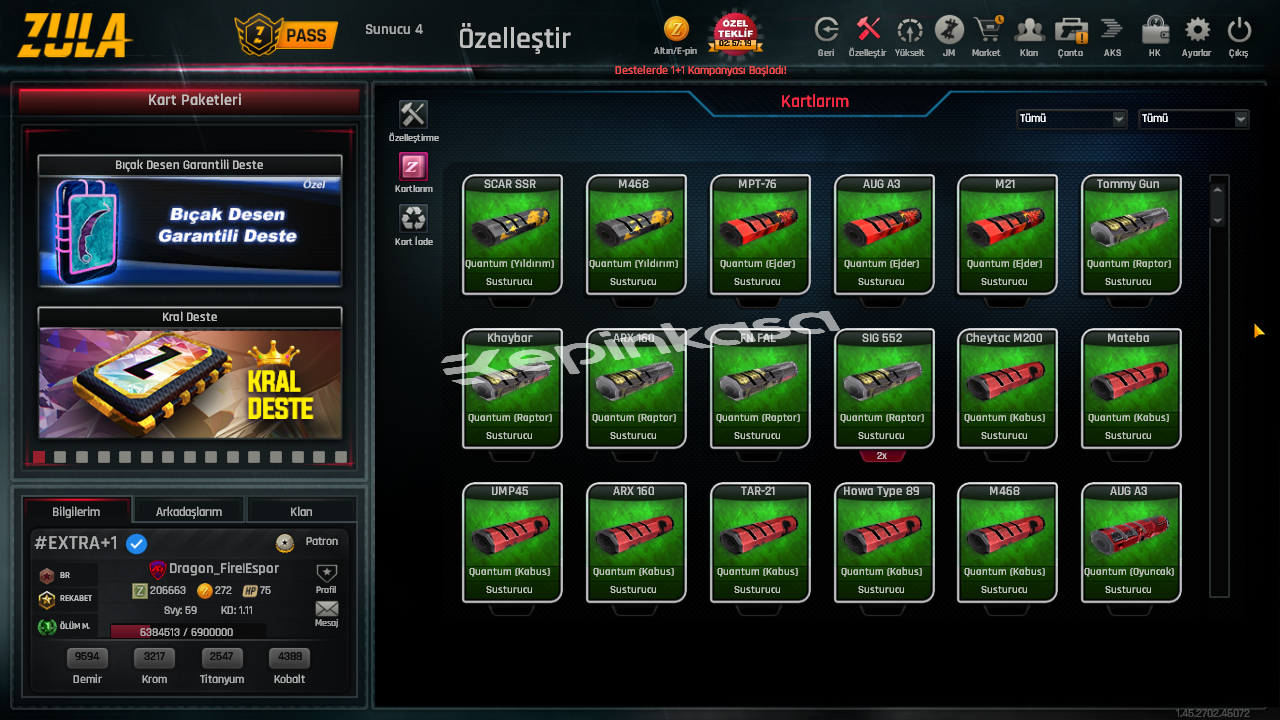 ZULA
PASS
Sunucu 4
Özelleştir
Altın/E-pin
ÖZEL
TEKLİF
02:57:19
Geri
Özelleştir
Yükselt
JM
Market
Klan
Çanta
AKS
HK
Ayarlar
Çıkış
Destelerde 1+1 Kampanyası Başladı!
Kart Paketleri
Bıçak Desen Garantili Deste
Özel
Bıçak Desen
Garantili Deste
Kral Deste
KRAL
DESTE
Özelleştirme
Kartlarım
Kart İade
Kartlarım
Tümü
Tümü
SCAR SSR
Quantum (Yıldırım)
Susturucu
M468
Quantum (Yıldırım)
Susturucu
MPT-76
Quantum (Ejder)
Susturucu
AUG A3
Quantum (Ejder)
Susturucu
M21
Quantum (Ejder)
Susturucu
Tommy Gun
Quantum (Raptor)
Susturucu
Khaybar
Quantum (Raptor)
Susturucu
ARX 160
Quantum (Raptor)
Susturucu
FN FAL
Quantum (Raptor)
Susturucu
SIG 552
Quantum (Raptor)
Susturucu
2x
Cheytac M200
Quantum (Kabus)
Susturucu
Mateba
Quantum (Kabus)
Susturucu
epinkasa
UMP45
Quantum (Kabus)
Susturucu
ARX 160
Quantum (Kabus)
Susturucu
TAR-21
Quantum (Kabus)
Susturucu
Howa Type 89
Quantum (Kabus)
Susturucu
M468
Quantum (Kabus)
Susturucu
AUG A3
Quantum (Oyuncak)
Susturucu
Bilgilerim
Arkadaşlarım
Klan
#EXTRA+1
Patron
Dragon_Fire|Espor
BR
REKABET
ÖLÜM M.
206663
272
HP 75
Svy: 59
KD: 1.11
6384513 / 6900000
Profil
Mesaj
9594
Demir
3217
Krom
2547
Titanyum
4388
Kobalt
1.45.2702.46072